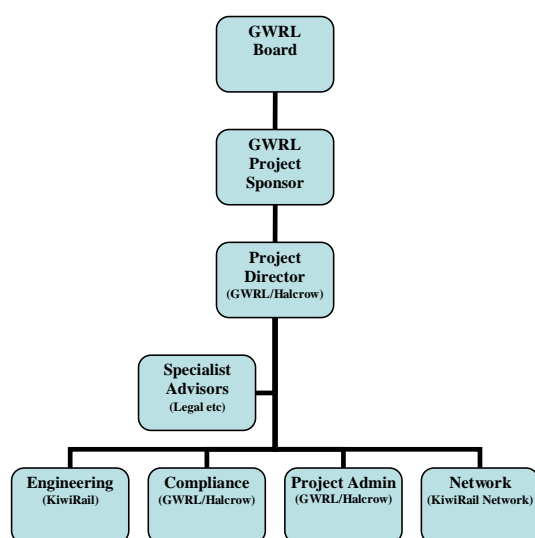 GWRL
Board
GWRL
Project
Sponsor
Project
Director
(GWRL/Halcrow)
Specialist
Advisors
(Legal etc)
Engineering
(KiwiRail)
Compliance
(GWRL/Halcrow)
Project Admin
(GWRL/Halcrow)
Network
(KiwiRail Network)